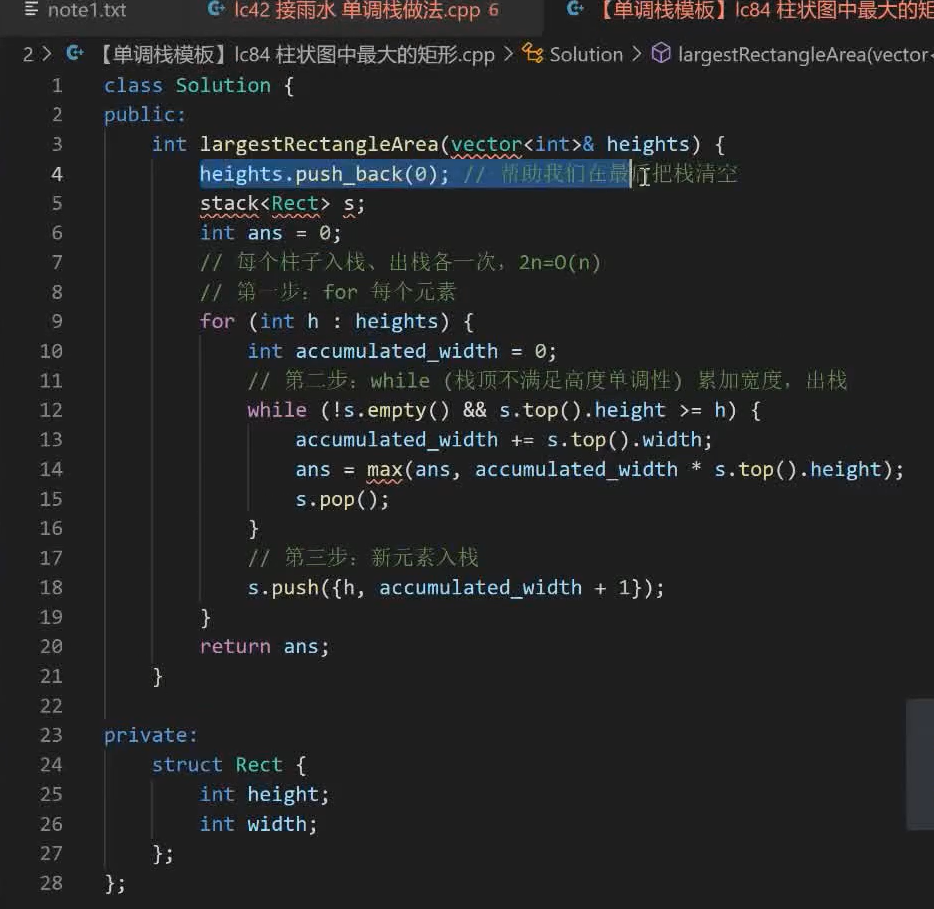 note1.txt lc42 接雨水 单调栈做法.cpp 6 【单调栈模板】lc84 柱状图中最大的矩
2 > 【单调栈模板】lc84 柱状图中最大的矩形.cpp > Solution > largestRectangleArea(vector<
1 class Solution {
2 public:
3 int largestRectangleArea(vector<int>& heights) {
4 heights.push_back(0); // 帮助我们在最后把栈清空
5 stack<Rect> s;
6 int ans = 0;
7 // 每个柱子入栈、出栈各一次，2n=O(n)
8 // 第一步：for 每个元素
9 for (int h : heights) {
10 int accumulated_width = 0;
11 // 第二步：while (栈顶不满足高度单调性) 累加宽度，出栈
12 while (!s.empty() && s.top().height >= h) {
13 accumulated_width += s.top().width;
14 ans = max(ans, accumulated_width * s.top().height);
15 s.pop();
16 }
17 // 第三步：新元素入栈
18 s.push({h, accumulated_width + 1});
19 }
20 return ans;
21 }
22
23 private:
24 struct Rect {
25 int height;
26 int width;
27 };
28 };